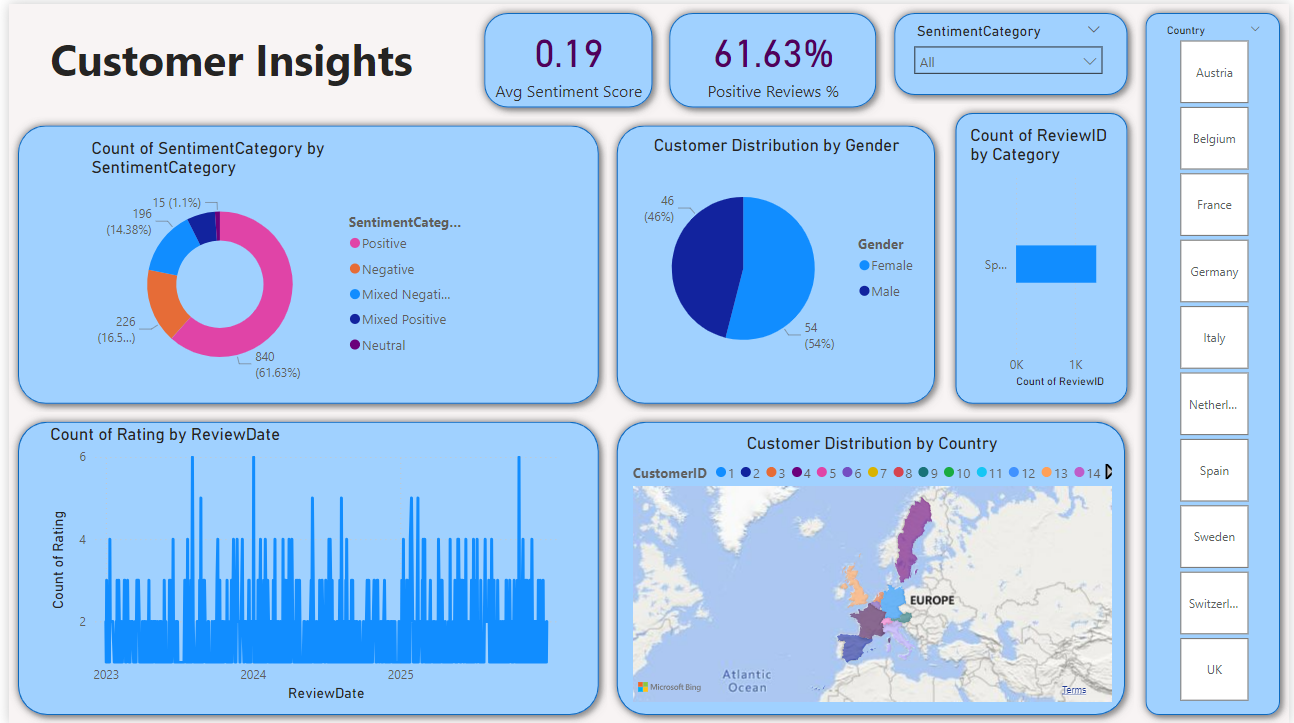 Customer Insights
0.19
Avg Sentiment Score
61.63%
Positive Reviews %
SentimentCategory
All
Country
Austria
Belgium
France
Germany
Italy
Netherl...
Spain
Sweden
Switzerl...
UK
Count of SentimentCategory by
SentimentCategory
15 (1.1%)
196
(14.38%)
226
(16.5...)
840
(61.63%)
SentimentCateg...
Positive
Negative
Mixed Negati...
Mixed Positive
Neutral
Customer Distribution by Gender
46
(46%)
54
(54%)
Gender
Female
Male
Count of ReviewID
by Category
Sp...
0K 1K
Count of ReviewID
Count of Rating by ReviewDate
Count of Rating
6
4
2
2023 2024 2025
ReviewDate
Customer Distribution by Country
CustomerID 1 2 3 4 5 6 7 8 9 10 11 12 13 14
EUROPE
Atlantic
Ocean
Microsoft Bing
Terms